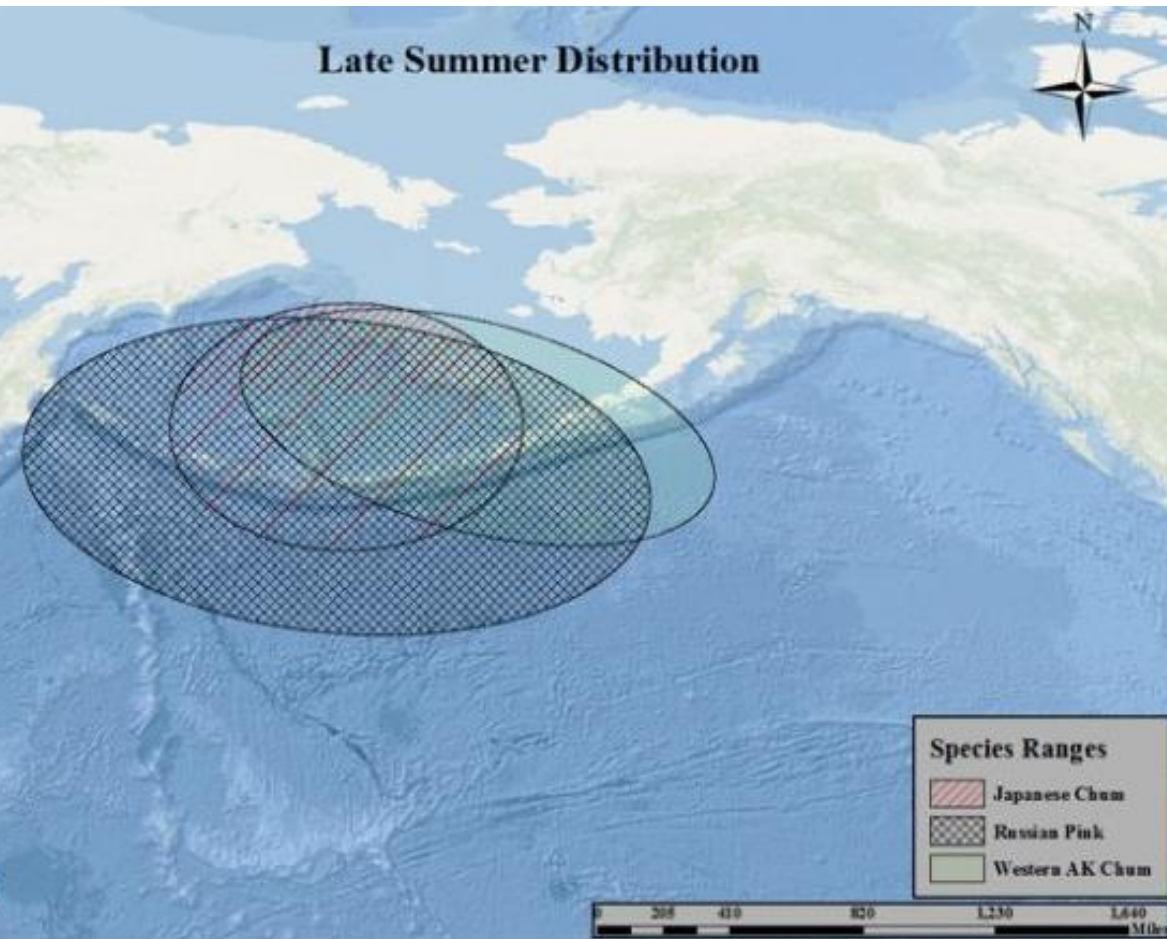 Late Summer Distribution
N
Species Ranges
Japanese Chum
Russian Pink
Western AK Chum
0 205 410 820 1,230 1,640
Miles